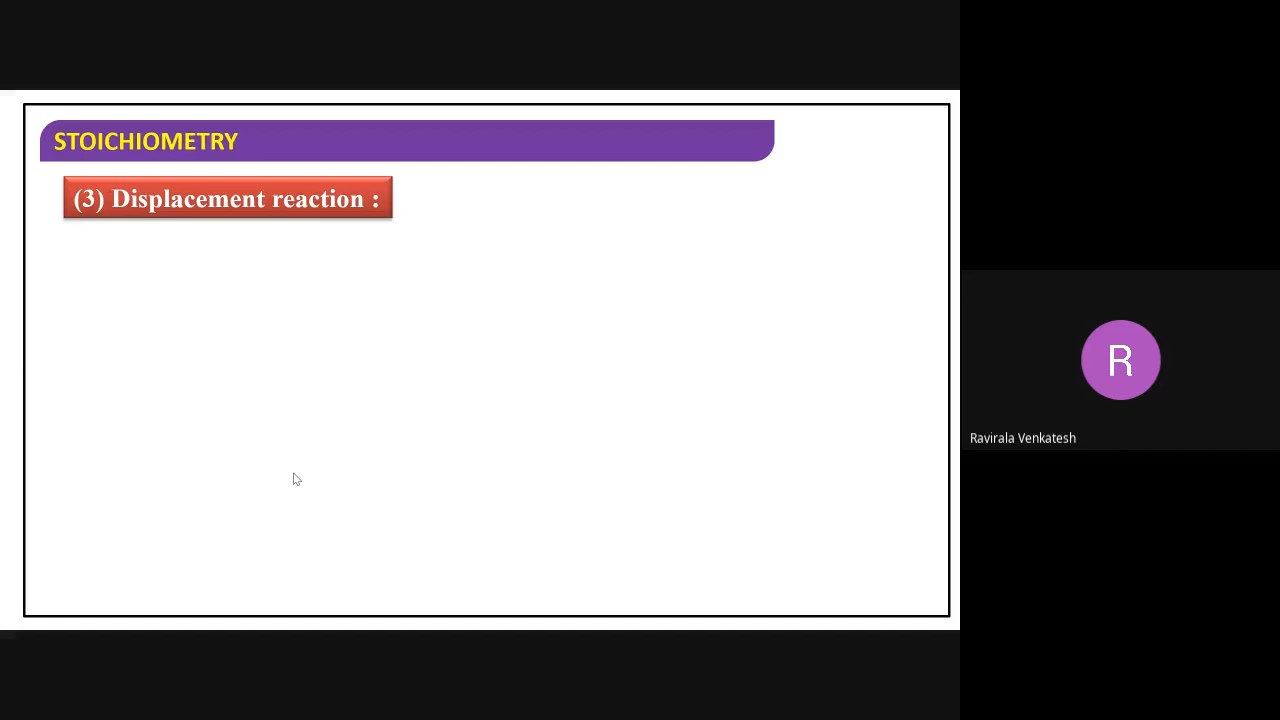 STOICHIOMETRY
(3) Displacement reaction :
R
Ravirala Venkatesh